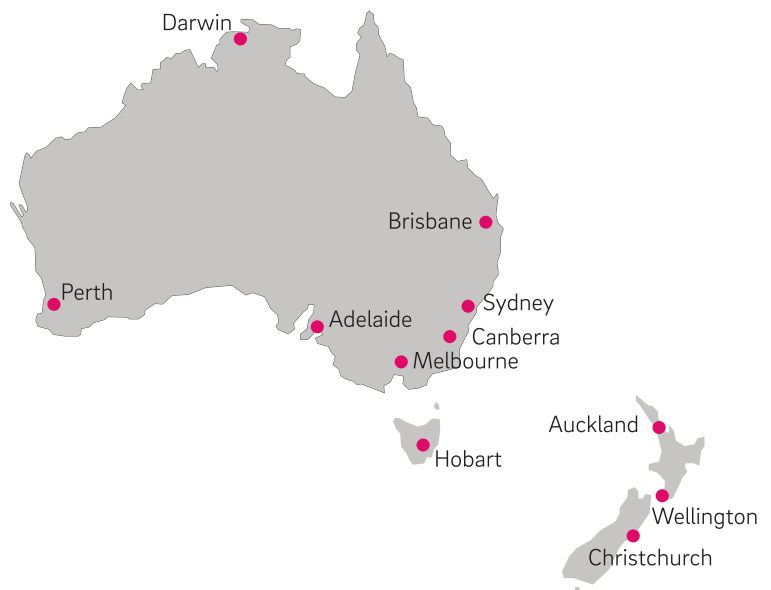 Darwin
Brisbane
Perth
Sydney
Adelaide
Canberra
Melbourne
Auckland
Hobart
Wellington
Christchurch